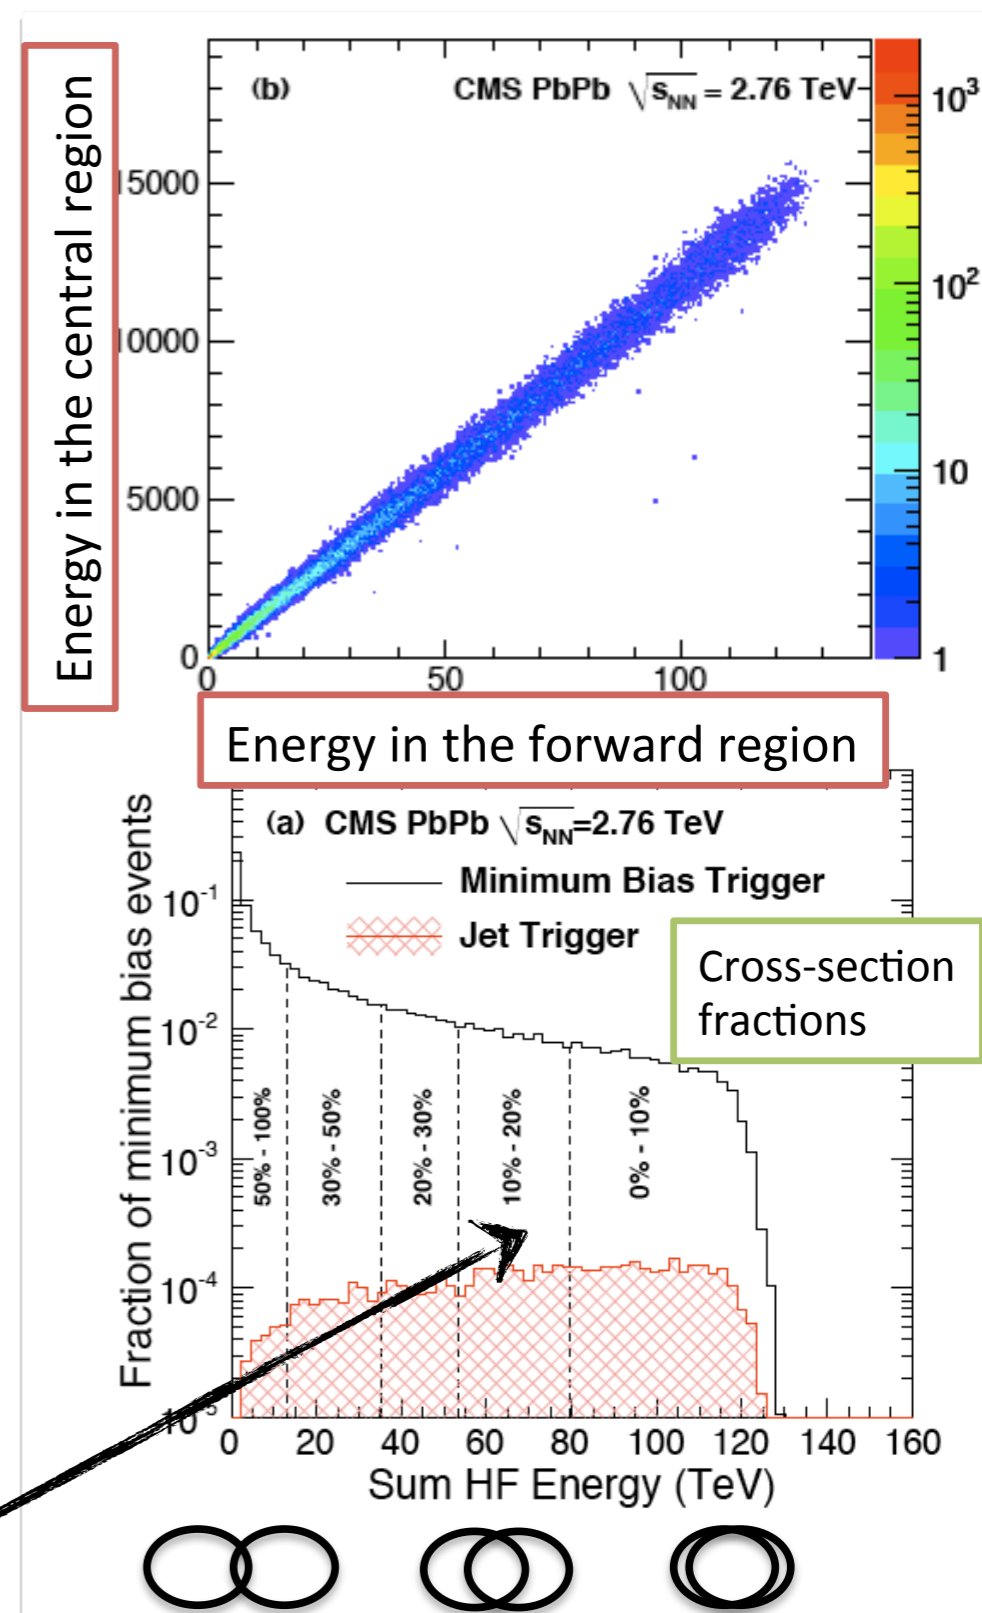 Energy in the central region
(b) CMS PbPb √sNN = 2.76 TeV
15000
10000
5000
0
0 50 100
10³
10²
10
1
Energy in the forward region
(a) CMS PbPb √sNN=2.76 TeV
Minimum Bias Trigger
Jet Trigger
Cross-section
fractions
Fraction of minimum bias events
10⁻¹
10⁻²
10⁻³
10⁻⁴
10⁻⁵
50% - 100%
30% - 50%
20% - 30%
10% - 20%
0% - 10%
0 20 40 60 80 100 120 140 160
Sum HF Energy (TeV)